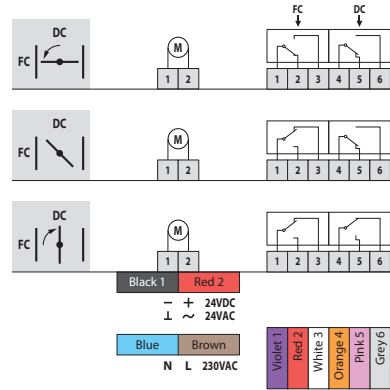 FC DC
DC
FC
M
1 2
1 2 3 4 5 6
DC
FC
M
1 2
1 2 3 4 5 6
DC
FC
M
1 2
1 2 3 4 5 6
Black 1 Red 2
– + 24VDC
⊥ ~ 24VAC
Blue Brown
N L 230VAC
Violet 1
Red 2
White 3
Orange 4
Pink 5
Grey 6